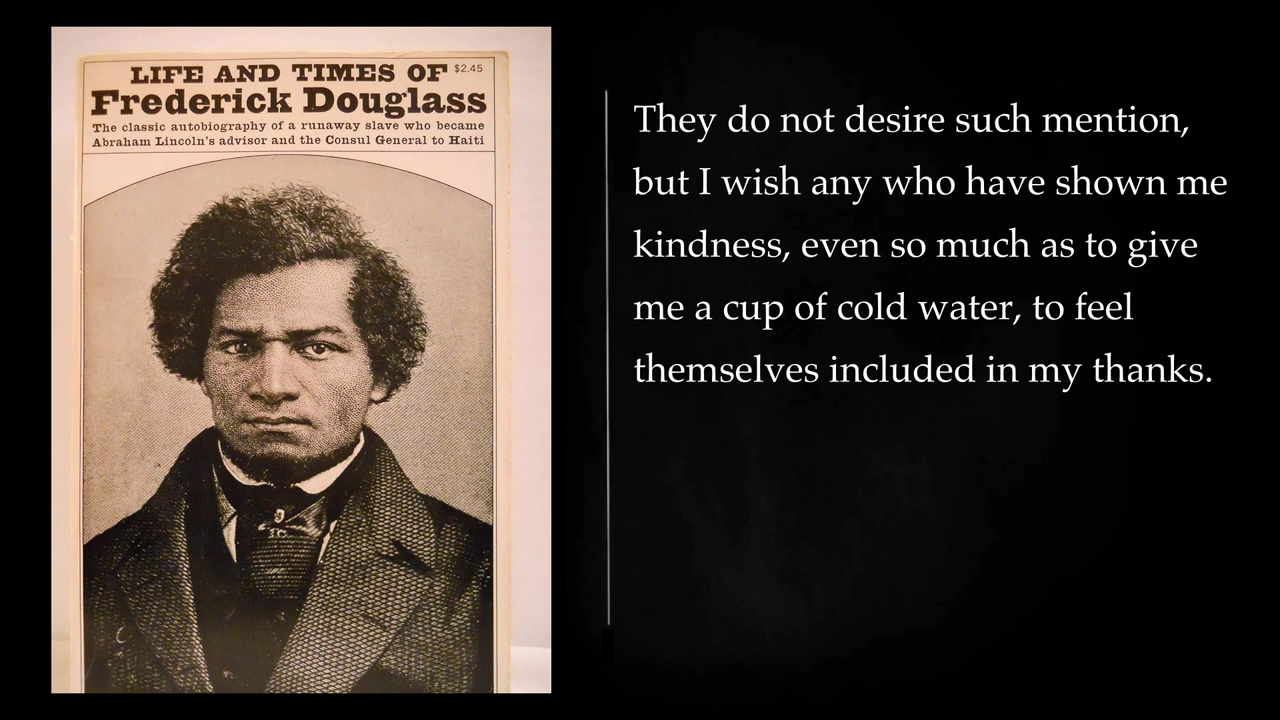 LIFE AND TIMES OF $2.45
Frederick Douglass
The classic autobiography of a runaway slave who became
Abraham Lincoln's advisor and the Consul General to Haiti
They do not desire such mention,
but I wish any who have shown me
kindness, even so much as to give
me a cup of cold water, to feel
themselves included in my thanks.